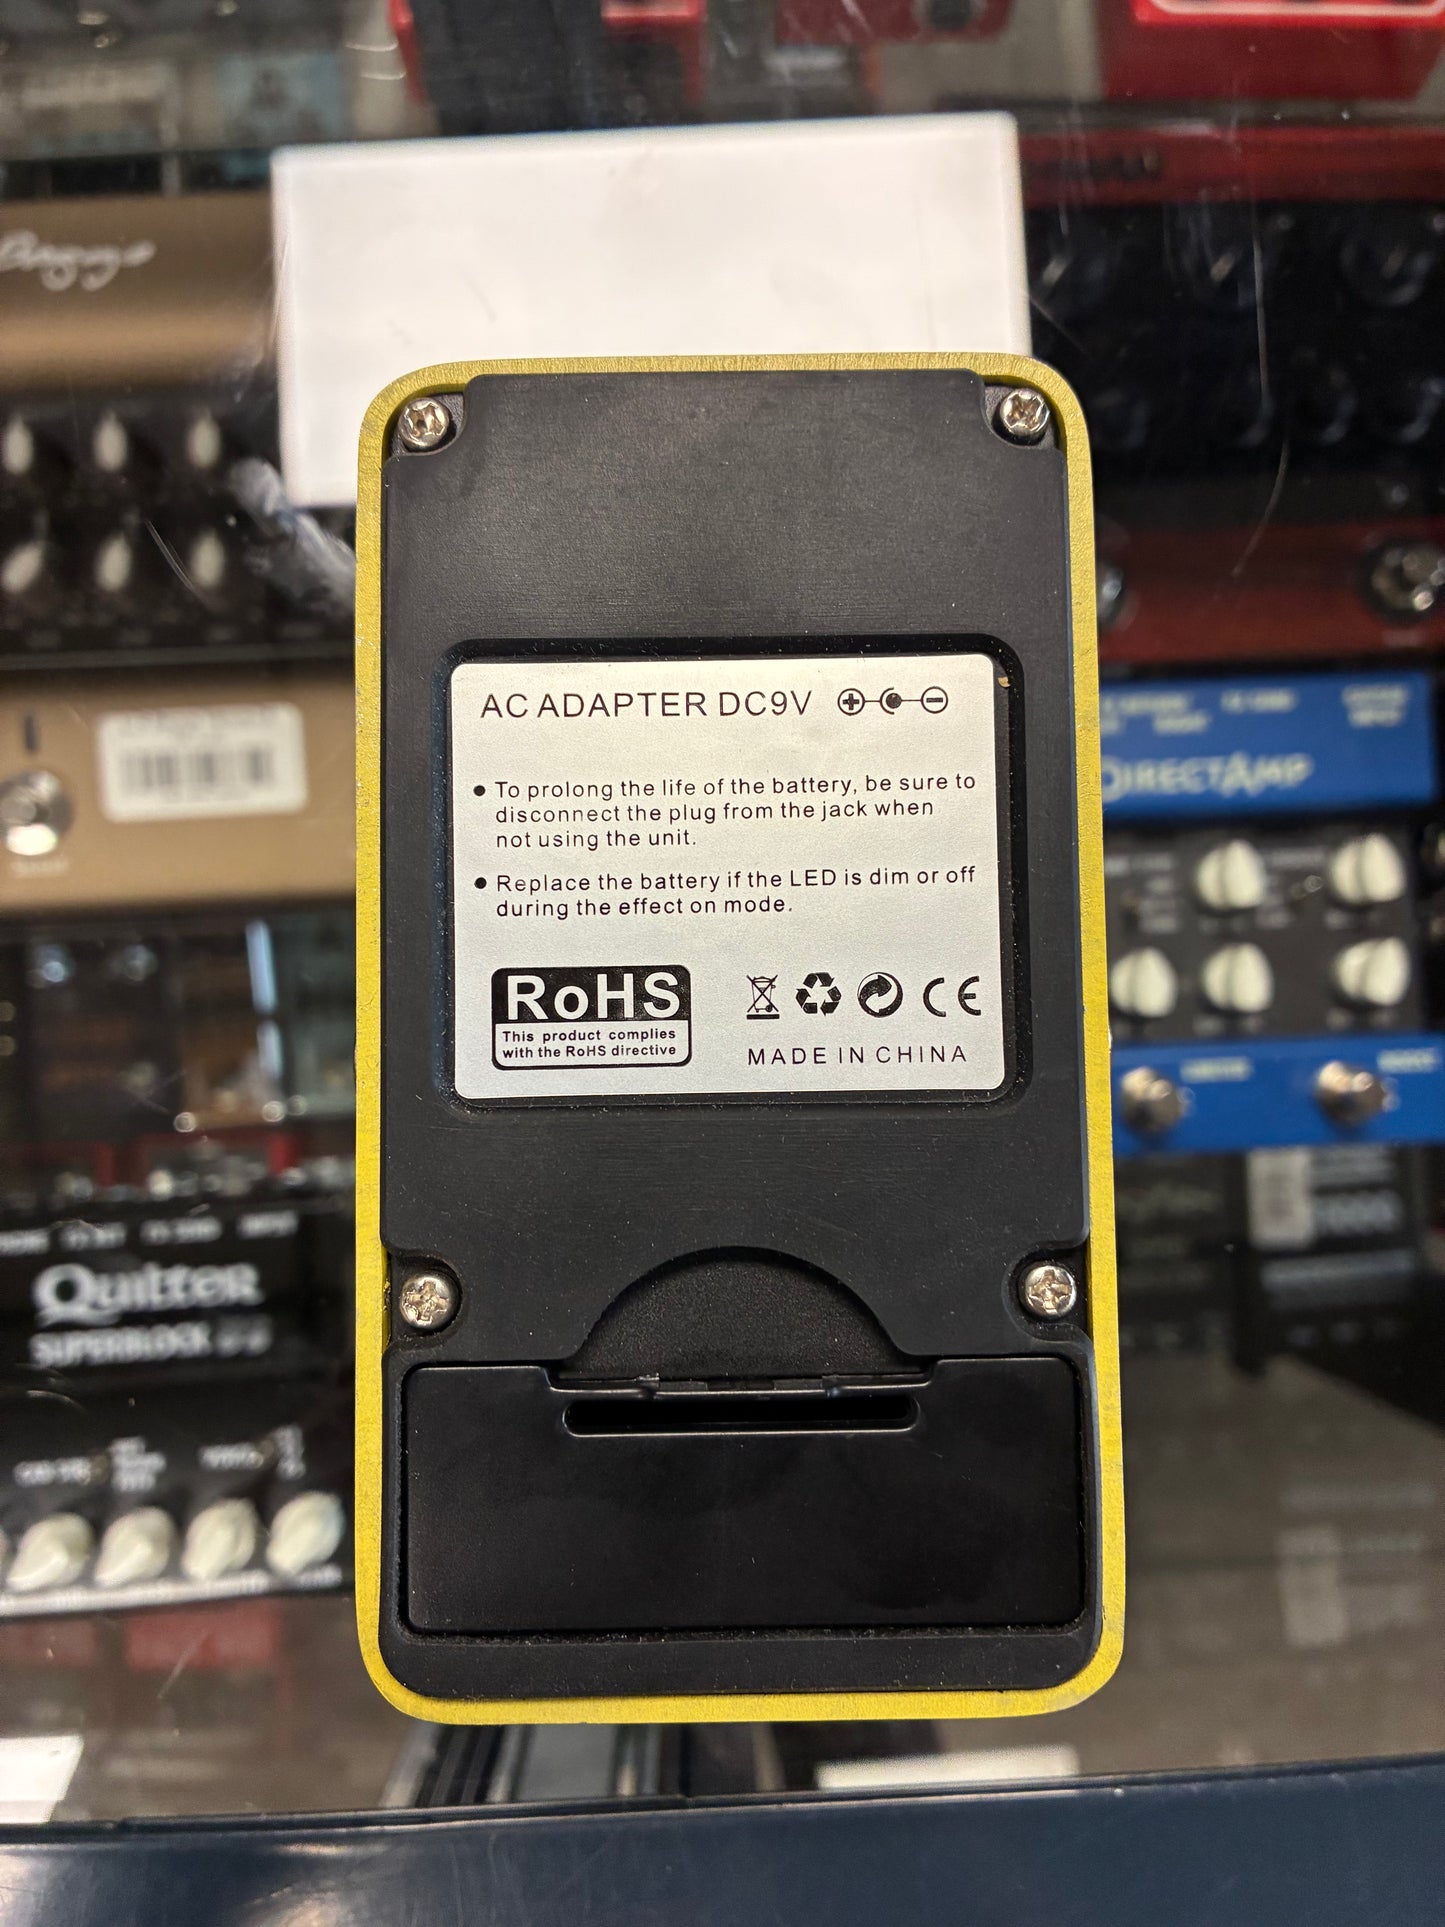 AC ADAPTER DC9V
• To prolong the life of the battery, be sure to
disconnect the plug from the jack when
not using the unit.
• Replace the battery if the LED is dim or off
during the effect on mode.
RoHS
This product complies
with the RoHS directive
CE
MADE IN CHINA
DIRECTAMP
Quilter
SUPERBLOCK